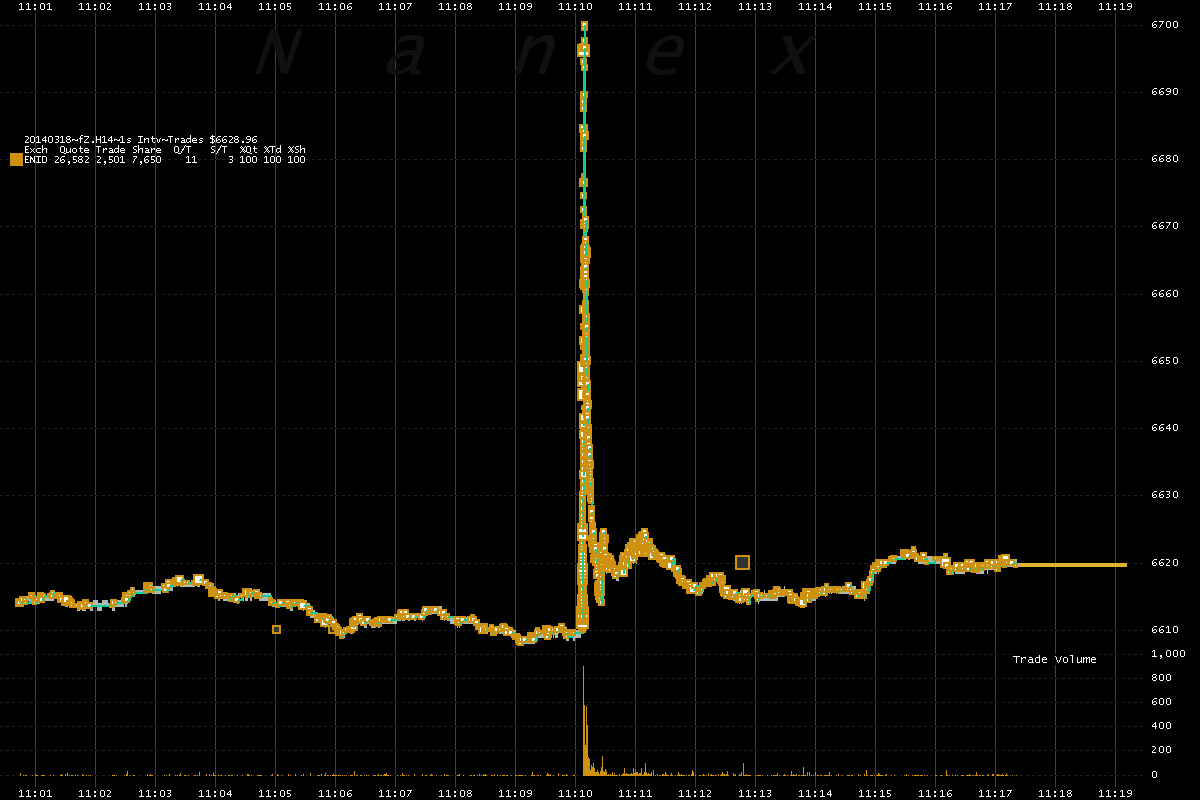 11:01 11:02 11:03 11:04 11:05 11:06 11:07 11:08 11:09 11:10 11:11 11:12 11:13 11:14 11:15 11:16 11:17 11:18 11:19
6700
N a n e x
6690
20140318~fZ.H14~1s Intv~Trades $6628.96
Exch Quote Trade Share Q/T S/T %Qt %Td %Sh
ENID 26,582 2,501 7,650 11 3 100 100 100
6680
6670
6660
6650
6640
6630
6620
6610
1,000
Trade Volume
800
600
400
200
0
11:01 11:02 11:03 11:04 11:05 11:06 11:07 11:08 11:09 11:10 11:11 11:12 11:13 11:14 11:15 11:16 11:17 11:18 11:19